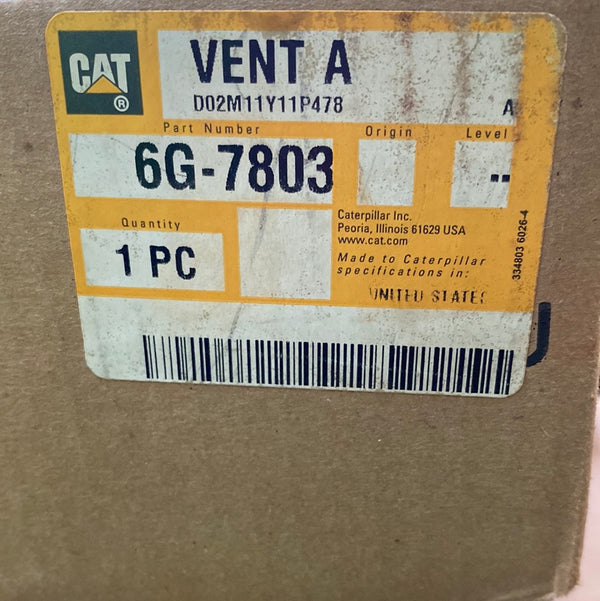 CAT ®
VENT A
D02M11Y11P478
A
Part Number
Origin
Level
6G-7803
--
Quantity
1 PC
Caterpillar Inc.
Peoria, Illinois 61629 USA
www.cat.com
Made to Caterpillar
specifications in:
UNITED STATES
334803 6026-4